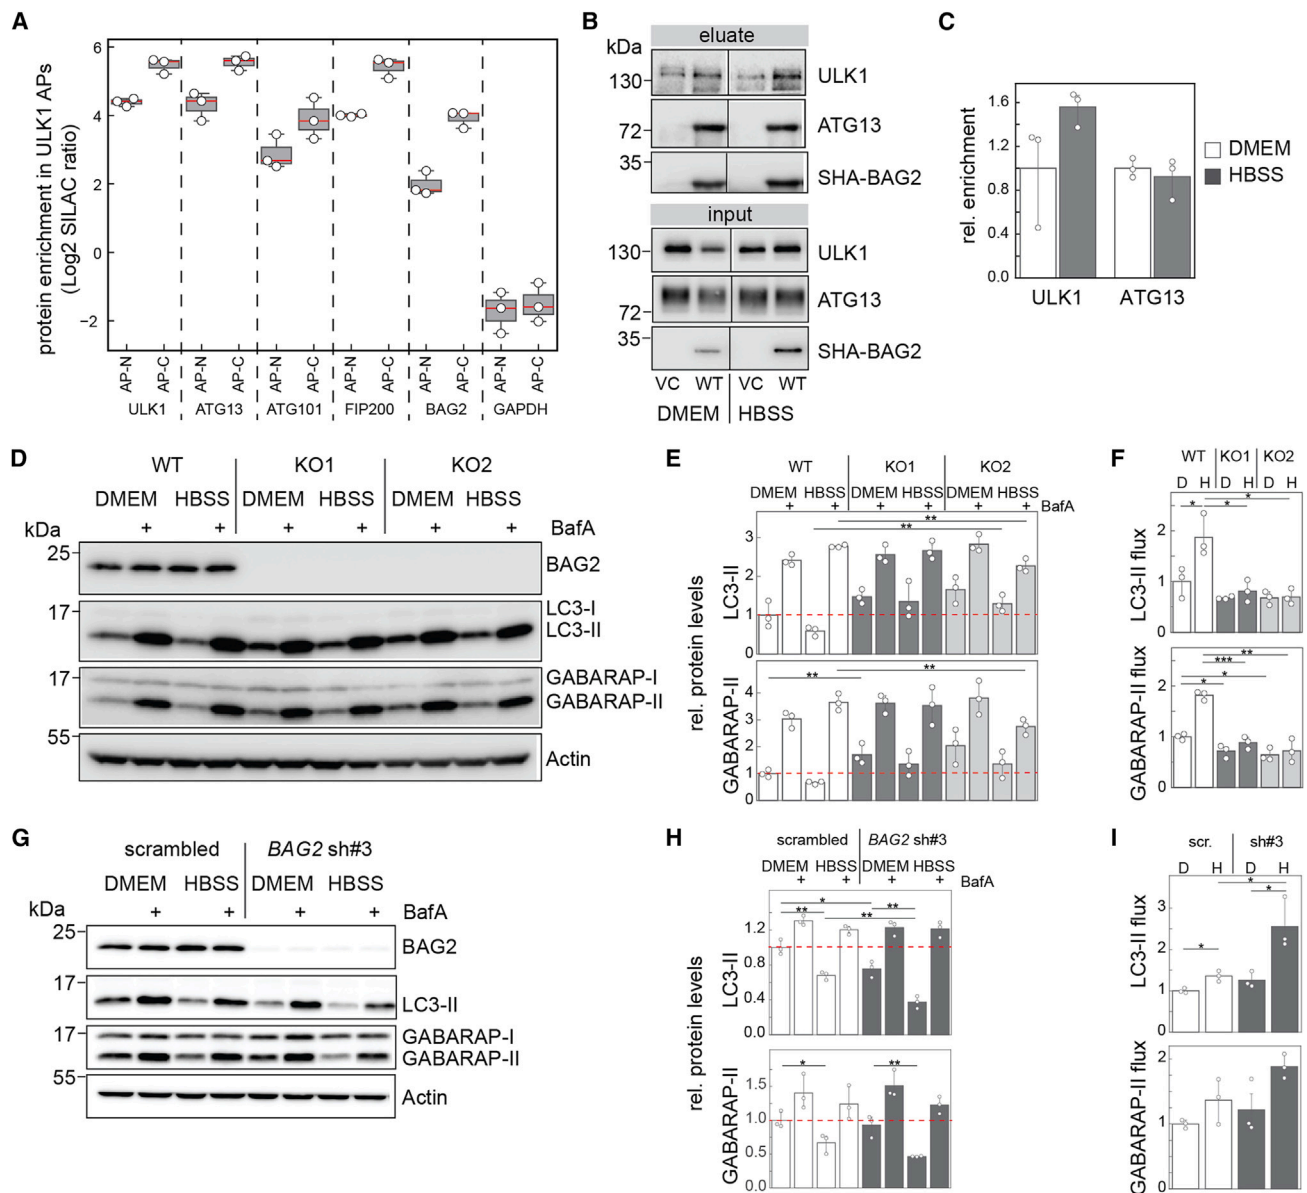 A
protein enrichment in ULK1 APs
(Log2 SILAC ratio)
6
4
2
0
−2
AP-N AP-C AP-N AP-C AP-N AP-C AP-N AP-C AP-N AP-C AP-N AP-C
ULK1 ATG13 ATG101 FIP200 BAG2 GAPDH
B
eluate
kDa
130 ULK1
72 ATG13
35
SHA-BAG2
input
130 ULK1
ATG13
72
35
SHA-BAG2
VC WT VC WT
DMEM HBSS
C
rel. enrichment
1.6
1.2
0.8
0.4
0.0
ULK1 ATG13
DMEM
HBSS
D
WT KO1 KO2
DMEM HBSS DMEM HBSS DMEM HBSS
kDa + + + + + + BafA
25
BAG2
17 LC3-I
LC3-II
17 GABARAP-I
GABARAP-II
55
Actin
E
WT KO1 KO2
DMEM HBSS DMEM HBSS DMEM HBSS
+ + + + + + BafA
rel. protein levels
LC3-II
3
2
1
0
**
**
GABARAP-II
5
4
3
2
1
0
** **
F
WT KO1 KO2
D H D H D H
LC3-II flux
2
1
0
*
* *
GABARAP-II flux
2
1
0
**
***
*
*
G
scrambled BAG2 sh#3
DMEM HBSS DMEM HBSS
kDa + + + + BafA
25
BAG2
17
LC3-II
17 GABARAP-I
GABARAP-II
55
Actin
H
scrambled BAG2 sh#3
DMEM HBSS DMEM HBSS
+ + + + BafA
rel. protein levels
LC3-II
1.2
0.8
0.4
0.0
* **
** **
GABARAP-II
1.5
1.0
0.5
0.0
* **
I
scr. sh#3
D H D H
LC3-II flux
3
2
1
0
*
*
*
GABARAP-II flux
2
1
0